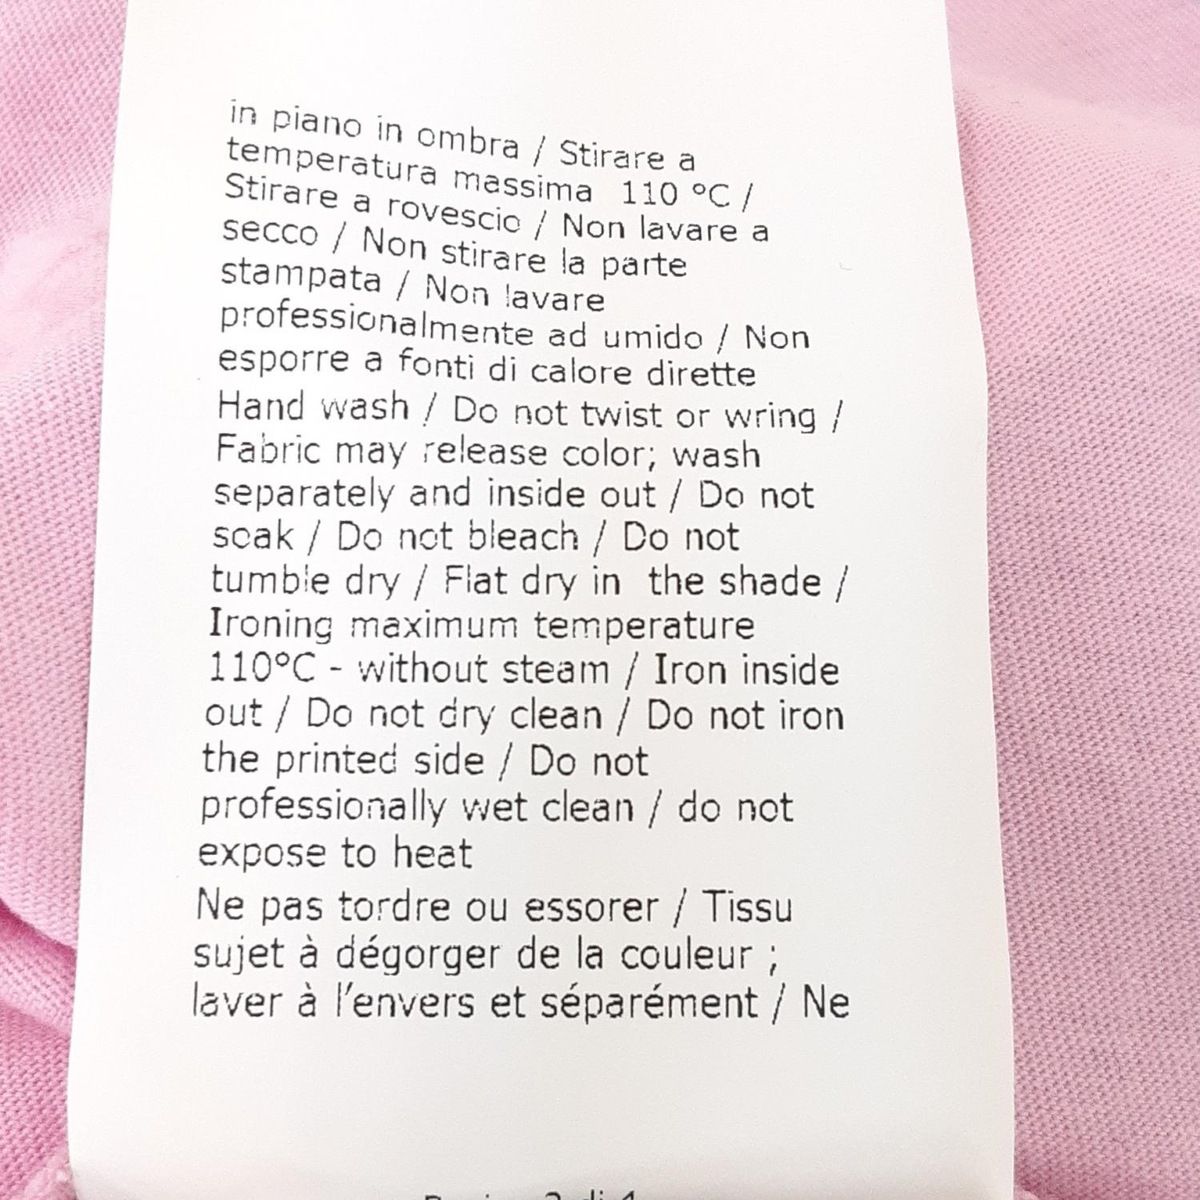 in piano in ombra / Stirare a
temperatura massima 110 °C /
Stirare a rovescio / Non lavare a
secco / Non stirare la parte
stampata / Non lavare
professionalmente ad umido / Non
esporre a fonti di calore dirette
Hand wash / Do not twist or wring /
Fabric may release color; wash
separately and inside out / Do not
soak / Do not bleach / Do not
tumble dry / Flat dry in the shade /
Ironing maximum temperature
110°C - without steam / Iron inside
out / Do not dry clean / Do not iron
the printed side / Do not
professionally wet clean / do not
expose to heat
Ne pas tordre ou essorer / Tissu
sujet à dégorger de la couleur ;
laver à l'envers et séparément / Ne